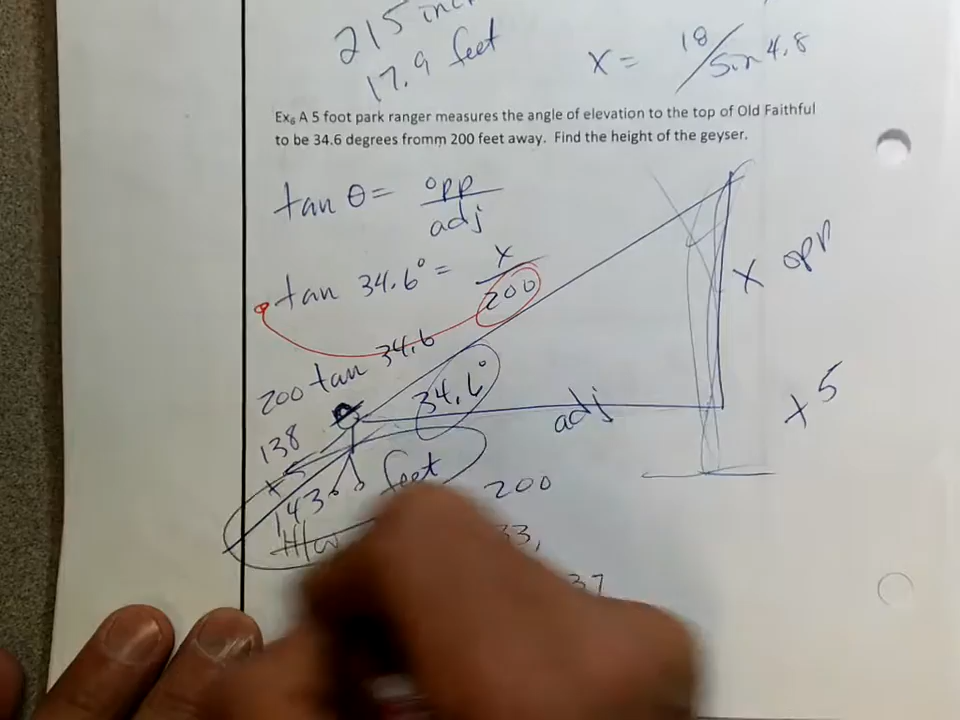 215
17.9 feet
x = 18/sin 4.8
Ex6 A 5 foot park ranger measures the angle of elevation to the top of Old Faithful
to be 34.6 degrees fromm 200 feet away. Find the height of the geyser.
tan θ = opp/adj
tan 34.6° = x/200
x opp
200 tan 34.6
34.6°
adj
+ 5
138
143 feet
200
33,
37